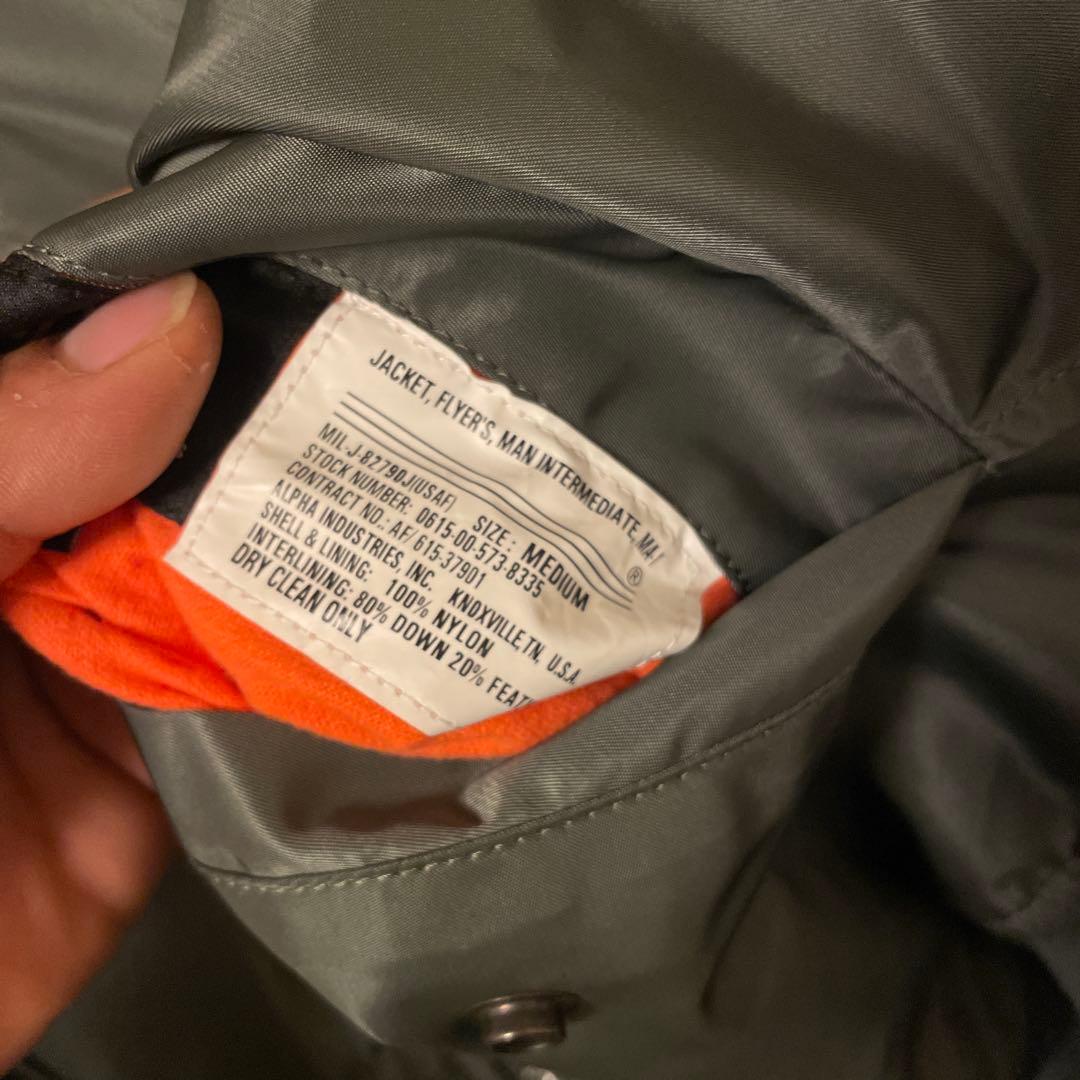 JACKET, FLYER'S, MAN INTERMEDIATE, MA/
MIL-J-82790J(USAF) SIZE: MEDIUM ®
STOCK NUMBER: 0615-00-573-8335
CONTRACT NO.: AF/615-37901
ALPHA INDUSTRIES, INC. KNOXVILLE, TN, U.S.A.
SHELL & LINING: 100% NYLON
INTERLINING: 80% DOWN 20%
DRY CLEAN ONLY